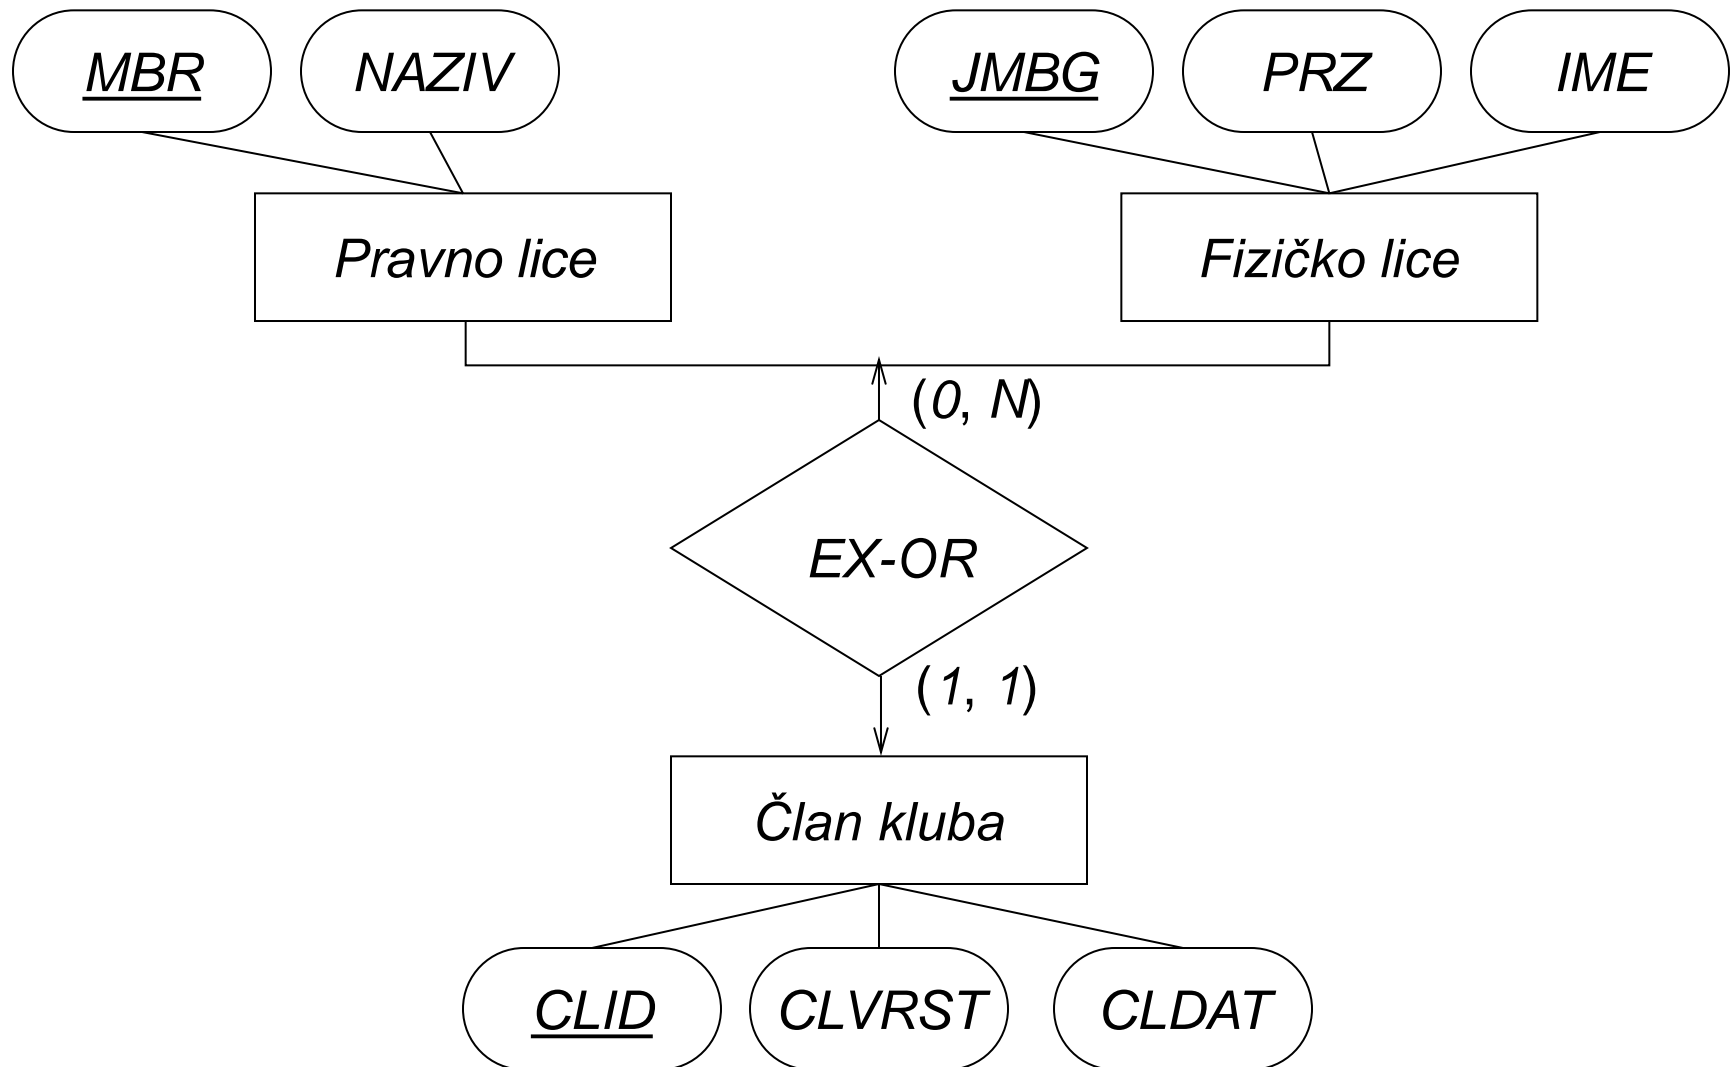 MBR NAZIV JMBG PRZ IME
Pravno lice Fizičko lice
(0, N)
EX-OR
(1, 1)
Član kluba
CLID CLVRST CLDAT